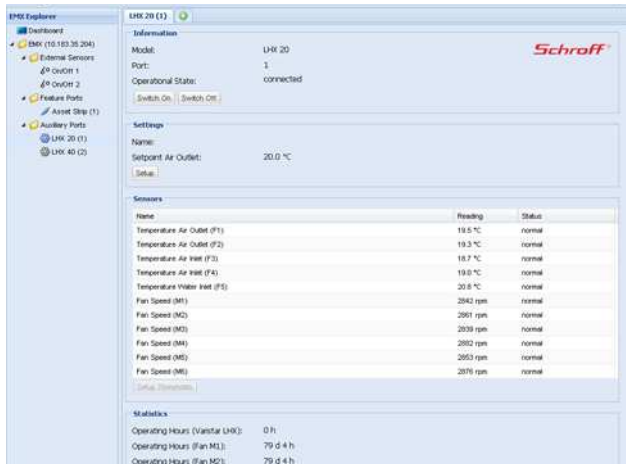 EMX Explorer
Dashboard
EMX (10.183.35.204)
External Sensors
On/Off 1
On/Off 2
Feature Ports
Asset Strip (1)
Auxiliary Ports
LHX 20 (1)
LHX 40 (2)
LHX 20 (1)
Information
Schroff
Model: LHX 20
Port: 1
Operational State: connected
Switch On Switch Off
Settings
Name:
Setpoint Air Outlet: 20.0 °C
Setup
Sensors
Name Reading Status
Temperature Air Outlet (F1) 19.5 °C normal
Temperature Air Outlet (F2) 19.3 °C normal
Temperature Air Inlet (F3) 18.7 °C normal
Temperature Air Inlet (F4) 19.0 °C normal
Temperature Water Inlet (F5) 20.8 °C normal
Fan Speed (M1) 2842 rpm normal
Fan Speed (M2) 2861 rpm normal
Fan Speed (M3) 2839 rpm normal
Fan Speed (M4) 2882 rpm normal
Fan Speed (M5) 2853 rpm normal
Fan Speed (M6) 2876 rpm normal
Setup Thresholds
Statistics
Operating Hours (Varistar LHX): 0 h
Operating Hours (Fan M1): 79 d 4 h
Operating Hours (Fan M2): 79 d 4 h